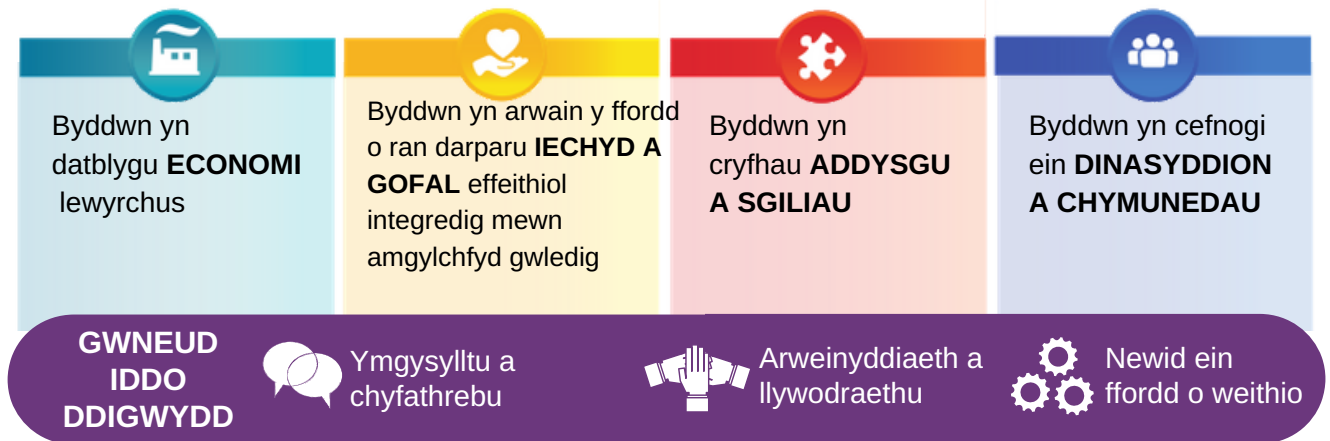 Byddwn yn
datblygu ECONOMI
lewyrchus
Byddwn yn arwain y ffordd
o ran darparu IECHYD A
GOFAL effeithiol
integredig mewn
amgylchfyd gwledig
Byddwn yn
cryfhau ADDYSGU
A SGILIAU
Byddwn yn cefnogi
ein DINASYDDION
A CHYMUNEDAU
GWNEUD
IDDO
DDIGWYDD
Ymgysylltu a
chyfathrebu
Arweinyddiaeth a
llywodraethu
Newid ein
ffordd o weithio